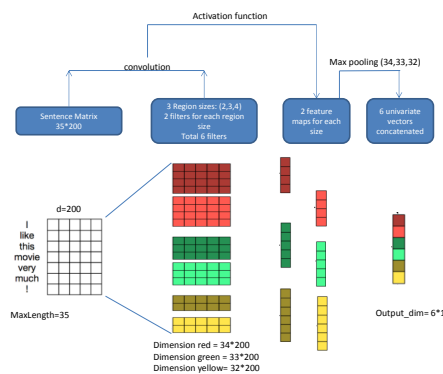 Activation function
convolution
Max pooling (34,33,32)
Sentence Matrix
35*200
3 Region sizes: (2,3,4)
2 filters for each region
size
Total 6 filters
2 feature
maps for each
size
6 univariate
vectors
concatenated
d=200
I
like
this
movie
very
much
!
MaxLength=35
Output_dim= 6*1
Dimension red = 34*200
Dimension green = 33*200
Dimension yellow= 32*200